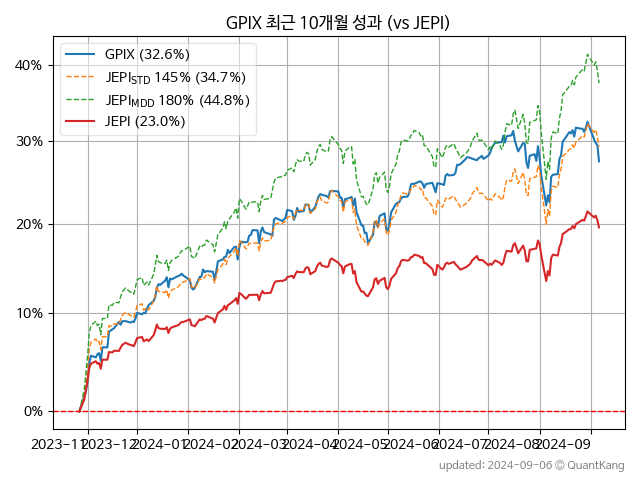 GPIX 최근 10개월 성과 (vs JEPI)
GPIX (32.6%)
JEPI_STD 145% (34.7%)
JEPI_MDD 180% (44.8%)
JEPI (23.0%)
40%
30%
20%
10%
0%
2023-11 2023-12 2024-01 2024-02 2024-03 2024-04 2024-05 2024-06 2024-07 2024-08 2024-09
updated: 2024-09-06 © QuantKang